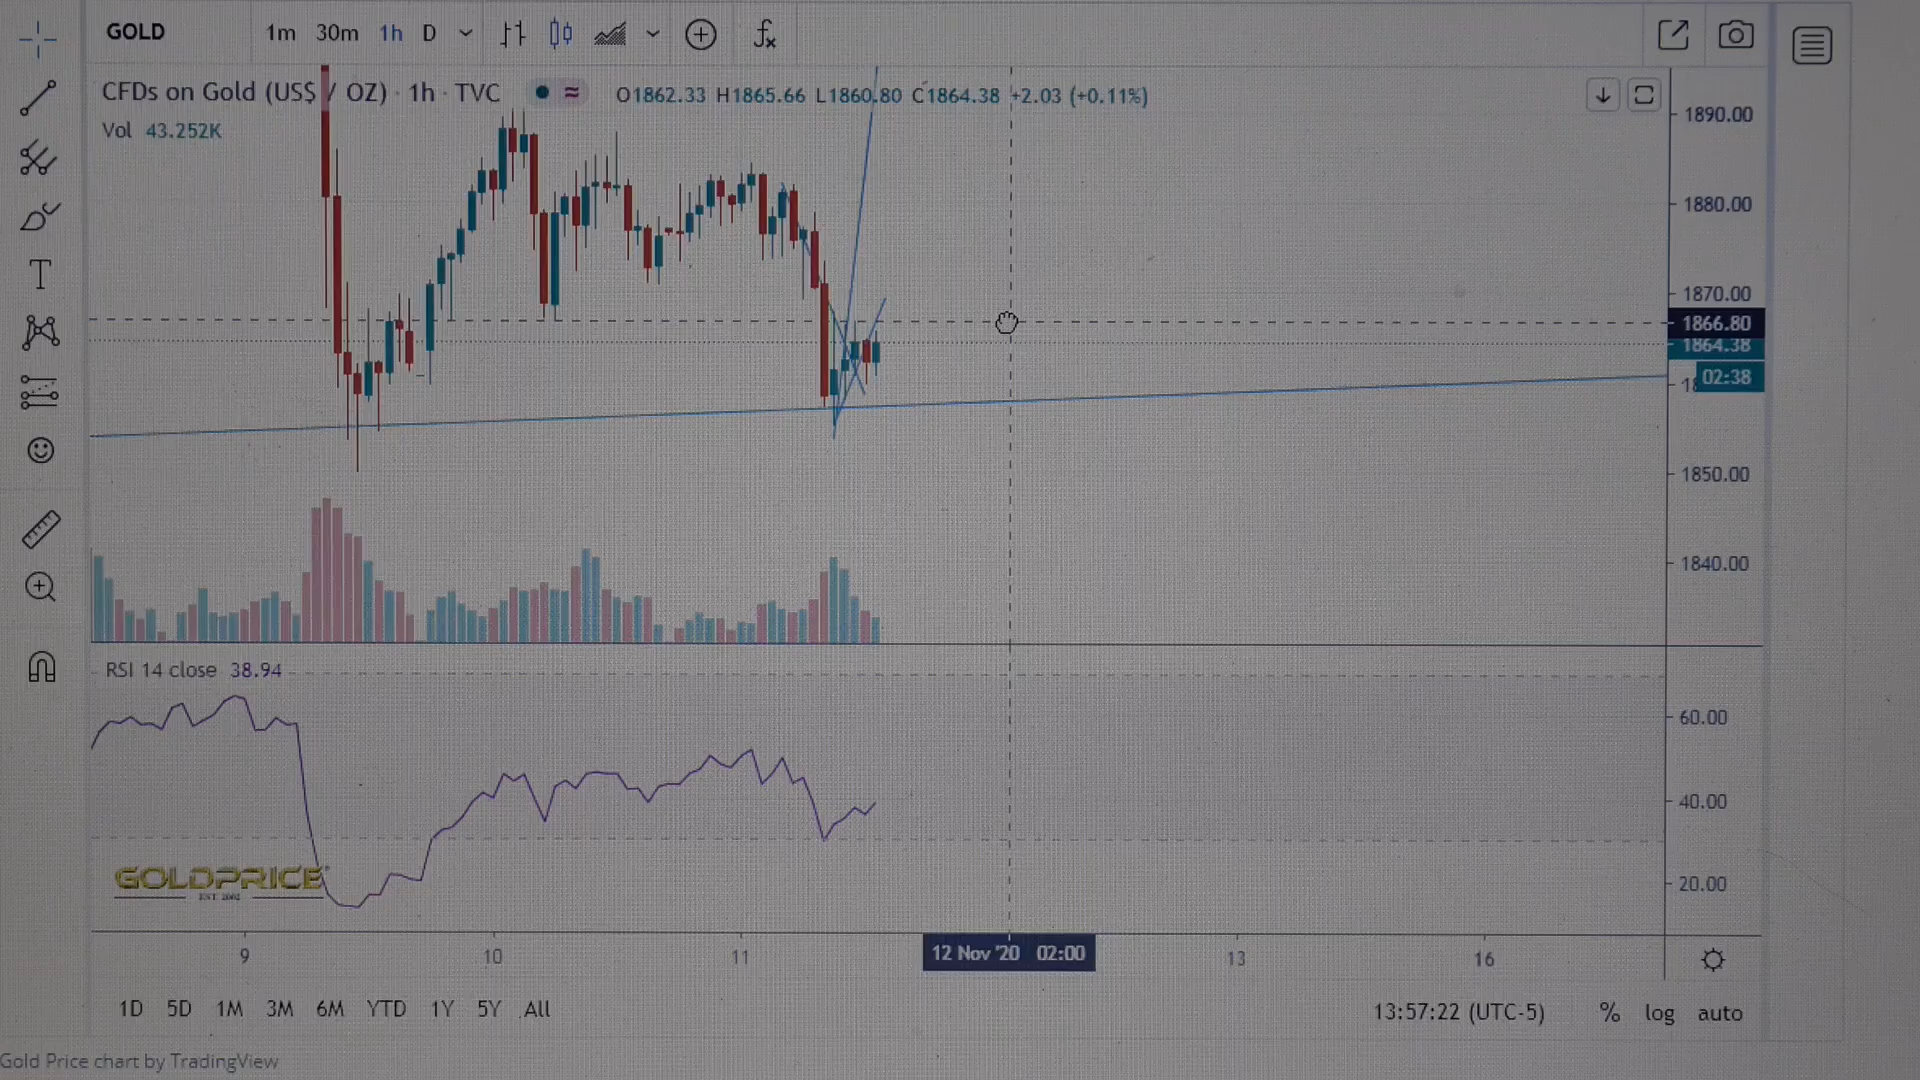 GOLD 1m 30m 1h D
CFDs on Gold (US$ / OZ) · 1h · TVC O1862.33 H1865.66 L1860.80 C1864.38 +2.03 (+0.11%)
Vol 43.252K
1890.00
1880.00
1870.00
1866.80
1864.38
02:38
1850.00
1840.00
RSI 14 close 38.94
60.00
40.00
20.00
GOLDPRICE
EST. 2002
9 10 11 12 Nov '20 02:00 13 16
1D 5D 1M 3M 6M YTD 1Y 5Y All 13:57:22 (UTC-5) % log auto
Gold Price chart by TradingView